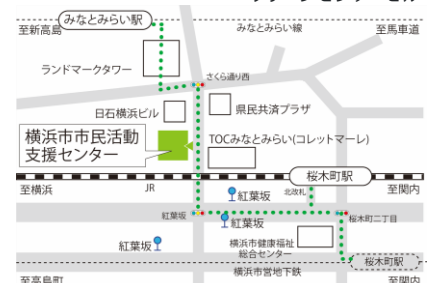 みなとみらい駅
至新高島
みなとみらい線
至馬車道
ランドマークタワー
さくら通り西
日石横浜ビル
県民共済プラザ
横浜市市民活動
支援センター
TOCみなとみらい(コレットマーレ)
桜木町駅
至横浜
JR
北改札
至関内
紅葉坂
紅葉坂
紅葉坂
桜木町二丁目
紅葉坂
横浜市健康福祉
総合センター
桜木町駅
横浜市営地下鉄
至高島町
至関内